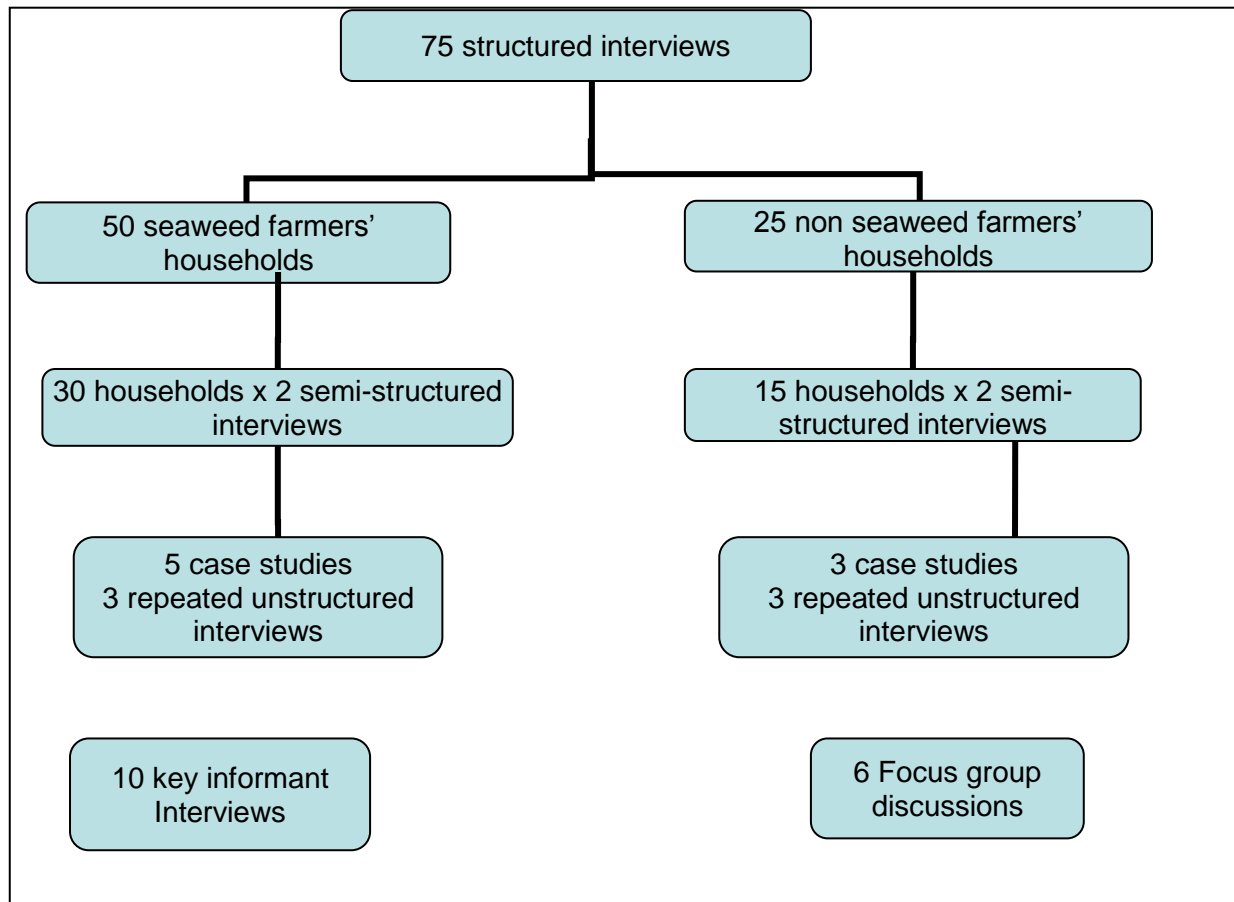 75 structured interviews
50 seaweed farmers’
households
25 non seaweed farmers’
households
30 households x 2 semi-structured
interviews
15 households x 2 semi-
structured interviews
5 case studies
3 repeated unstructured
interviews
3 case studies
3 repeated unstructured
interviews
10 key informant
Interviews
6 Focus group
discussions